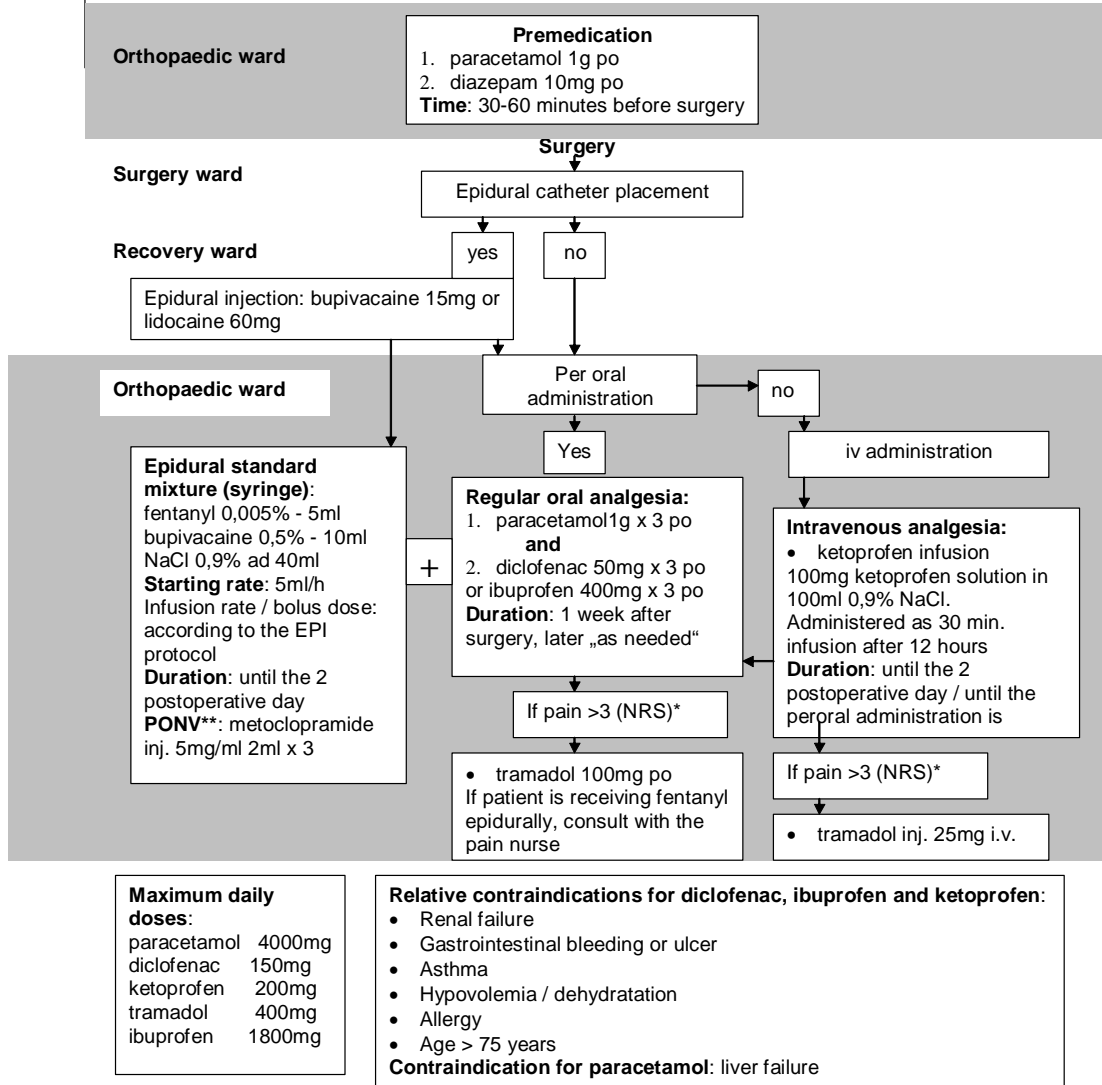 Orthopaedic ward
Premedication
1. paracetamol 1g po
2. diazepam 10mg po
Time: 30-60 minutes before surgery
Surgery
Surgery ward
Epidural catheter placement
Recovery ward
yes
no
Epidural injection: bupivacaine 15mg or
lidocaine 60mg
Orthopaedic ward
Per oral
administration
no
Yes
iv administration
Epidural standard
mixture (syringe):
fentanyl 0,005% - 5ml
bupivacaine 0,5% - 10ml
NaCl 0,9% ad 40ml
Starting rate: 5ml/h
Infusion rate / bolus dose:
according to the EPI
protocol
Duration: until the 2
postoperative day
PONV**: metoclopramide
inj. 5mg/ml 2ml x 3
+
Regular oral analgesia:
1. paracetamol1g x 3 po
and
2. diclofenac 50mg x 3 po
or ibuprofen 400mg x 3 po
Duration: 1 week after
surgery, later „as needed“
Intravenous analgesia:
• ketoprofen infusion
100mg ketoprofen solution in
100ml 0,9% NaCl.
Administered as 30 min.
infusion after 12 hours
Duration: until the 2
postoperative day / until the
peroral administration is
If pain >3 (NRS)*
If pain >3 (NRS)*
• tramadol 100mg po
If patient is receiving fentanyl
epidurally, consult with the
pain nurse
• tramadol inj. 25mg i.v.
Maximum daily
doses:
paracetamol 4000mg
diclofenac 150mg
ketoprofen 200mg
tramadol 400mg
ibuprofen 1800mg
Relative contraindications for diclofenac, ibuprofen and ketoprofen:
• Renal failure
• Gastrointestinal bleeding or ulcer
• Asthma
• Hypovolemia / dehydratation
• Allergy
• Age > 75 years
Contraindication for paracetamol: liver failure